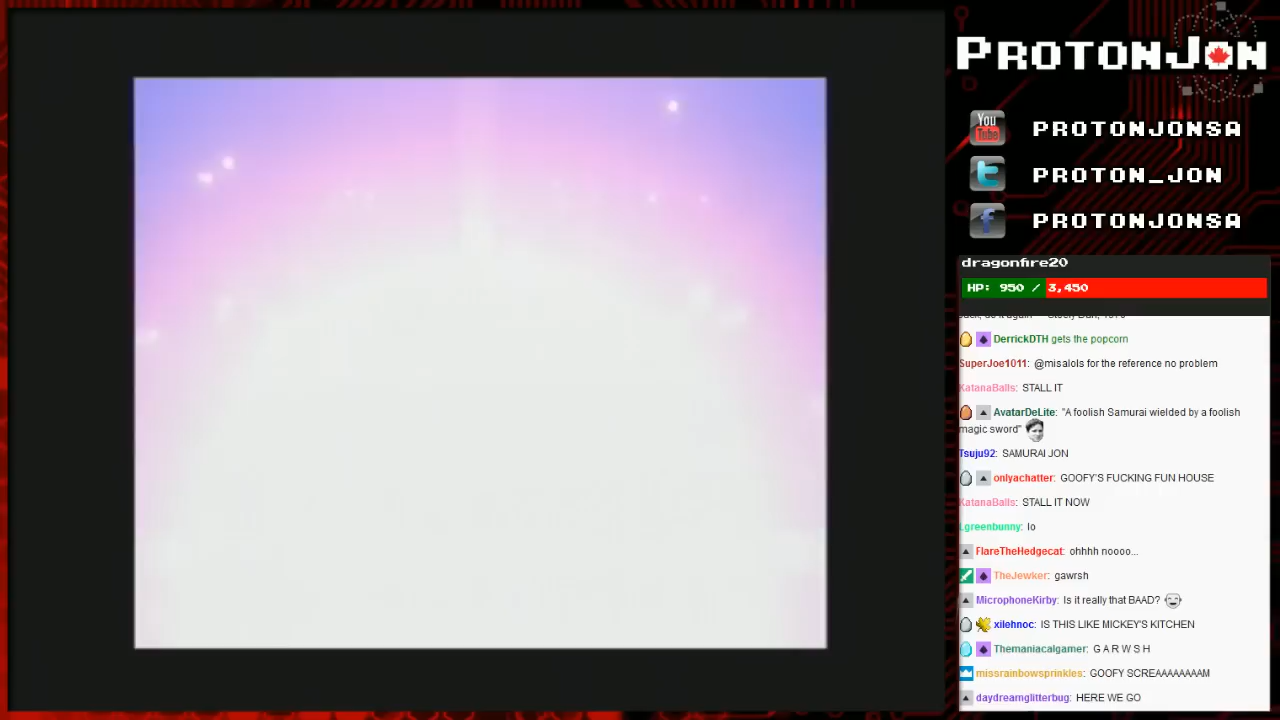 PROTONJON
You Tube PROTONJONSA
t PROTON_JON
f PROTONJONSA
dragonfire20
HP: 950 / 3,450
DerrickDTH gets the popcorn
SuperJoe1011: @misalols for the reference no problem
KatanaBalls: STALL IT
AvatarDeLite: "A foolish Samurai wielded by a foolish
magic sword"
Tsuju92: SAMURAI JON
onlyachatter: GOOFY'S FUCKING FUN HOUSE
KatanaBalls: STALL IT NOW
Lgreenbunny: lo
FlareTheHedgecat: ohhhh noooo...
TheJewker: gawrsh
MicrophoneKirby: Is it really that BAAD?
xilehnoc: IS THIS LIKE MICKEY'S KITCHEN
Themaniacalgamer: G A R W S H
missrainbowsprinkles: GOOFY SCREAAAAAAAM
daydreamglitterbug: HERE WE GO